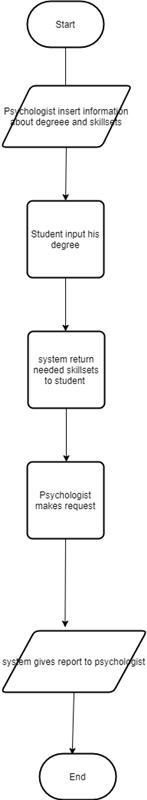 Start
Psychologist insert information
about degreee and skillsets
Student input his
degree
system return
needed skillsets
to student
Psychologist
makes request
system gives report to psychologist
End